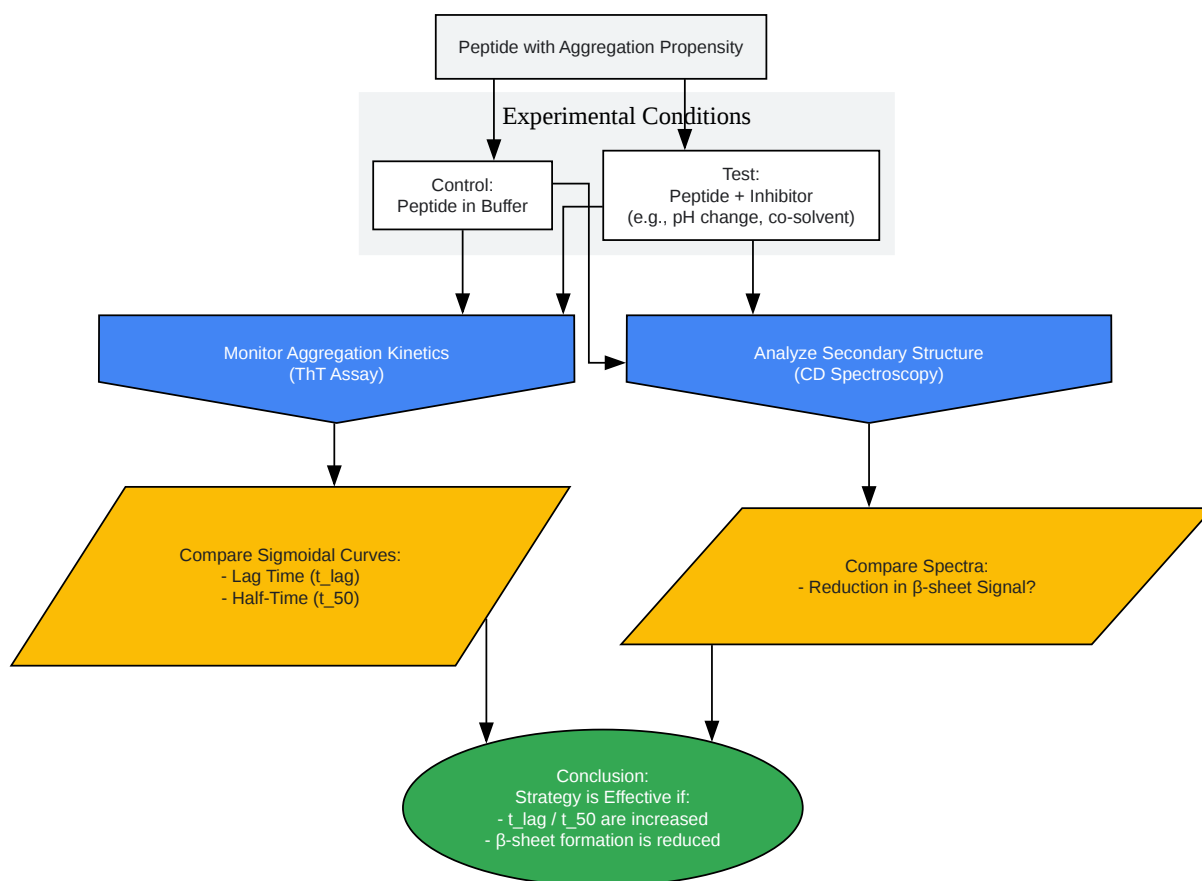 Peptide with Aggregation Propensity
Experimental Conditions
Control:
Peptide in Buffer
Test:
Peptide + Inhibitor
(e.g., pH change, co-solvent)
Monitor Aggregation Kinetics
(ThT Assay)
Analyze Secondary Structure
(CD Spectroscopy)
Compare Sigmoidal Curves:
- Lag Time (t_lag)
- Half-Time (t_50)
Compare Spectra:
- Reduction in β-sheet Signal?
Conclusion:
Strategy is Effective if:
- t_lag / t_50 are increased
- β-sheet formation is reduced